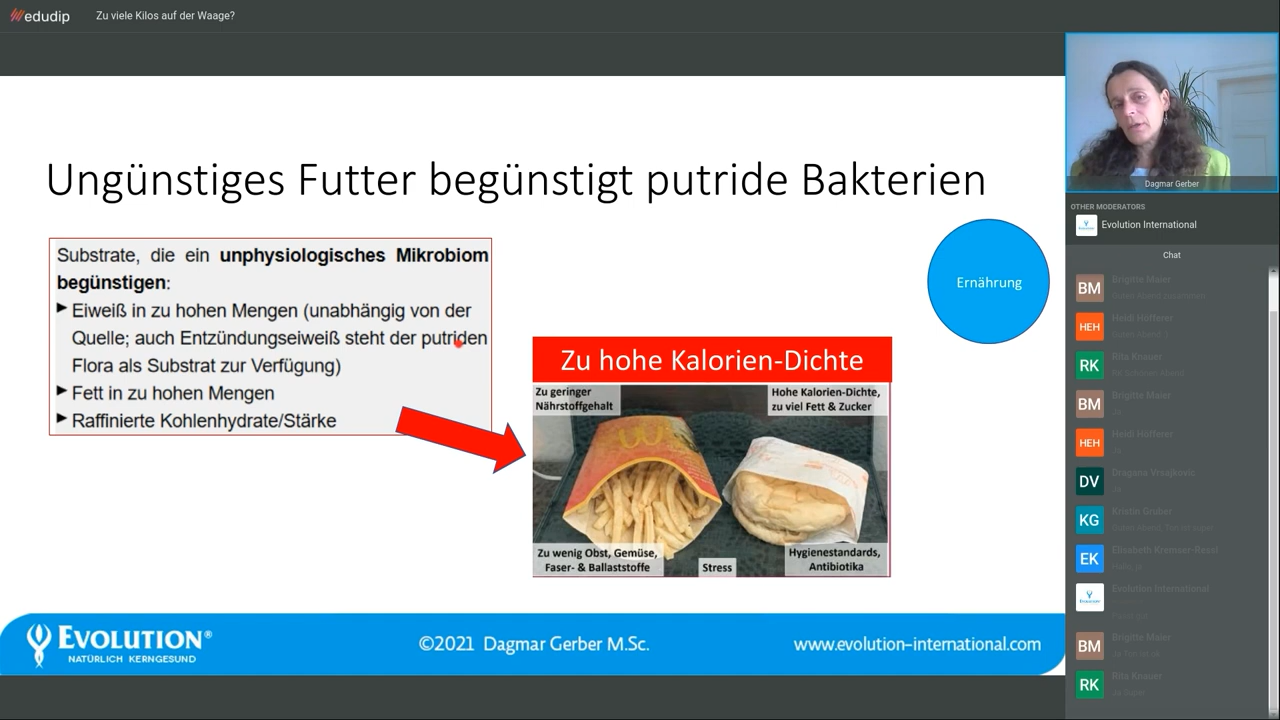 edudip
Zu viele Kilos auf der Waage?
Ungünstiges Futter begünstigt putride Bakterien
Substrate, die ein unphysiologisches Mikrobiom
begünstigen:
Eiweiß in zu hohen Mengen (unabhängig von der
Quelle; auch Entzündungseiweiß steht der putriden
Flora als Substrat zur Verfügung)
Fett in zu hohen Mengen
Raffinierte Kohlenhydrate/Stärke
Ernährung
Zu hohe Kalorien-Dichte
Zu geringer
Nährstoffgehalt
Hohe Kalorien-Dichte,
zu viel Fett & Zucker
Zu wenig Obst, Gemüse,
Faser- & Ballaststoffe
Stress
Hygienestandards,
Antibiotika
EVOLUTION®
NATÜRLICH KERNGESUND
©2021 Dagmar Gerber M.Sc.
www.evolution-international.com
Dagmar Gerber
OTHER MODERATORS
Evolution International
Chat
BM
Brigitte Maier
HEH
Heidi Höfferer
RK
Rita Knauer
BM
Brigitte Maier
Ja
HEH
Heidi Höfferer
Ja
DV
Dragana
Ja
KG
Kristin Gruber
EK
Elisabeth
Evolution International
BM
Brigitte Maier
RK
Rita Knauer